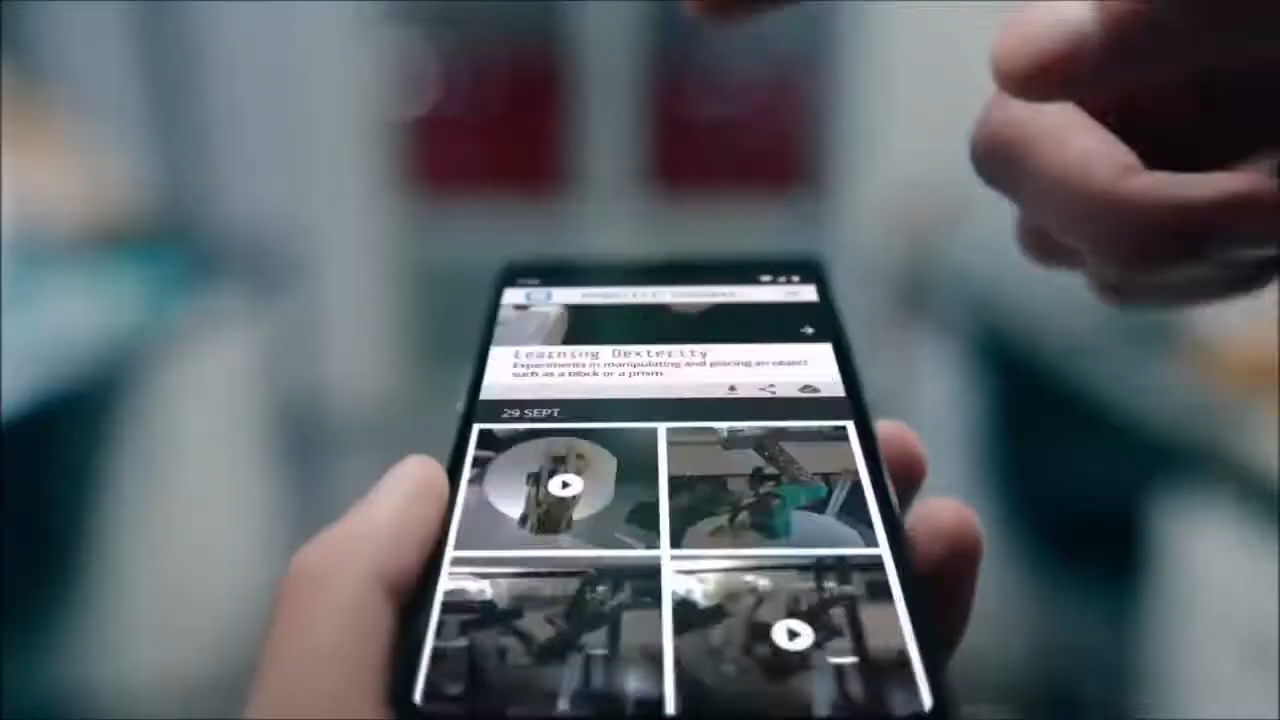 Learning Dexterity
Experiments in manipulating and placing an object
such as a block or a prism
29 SEPT